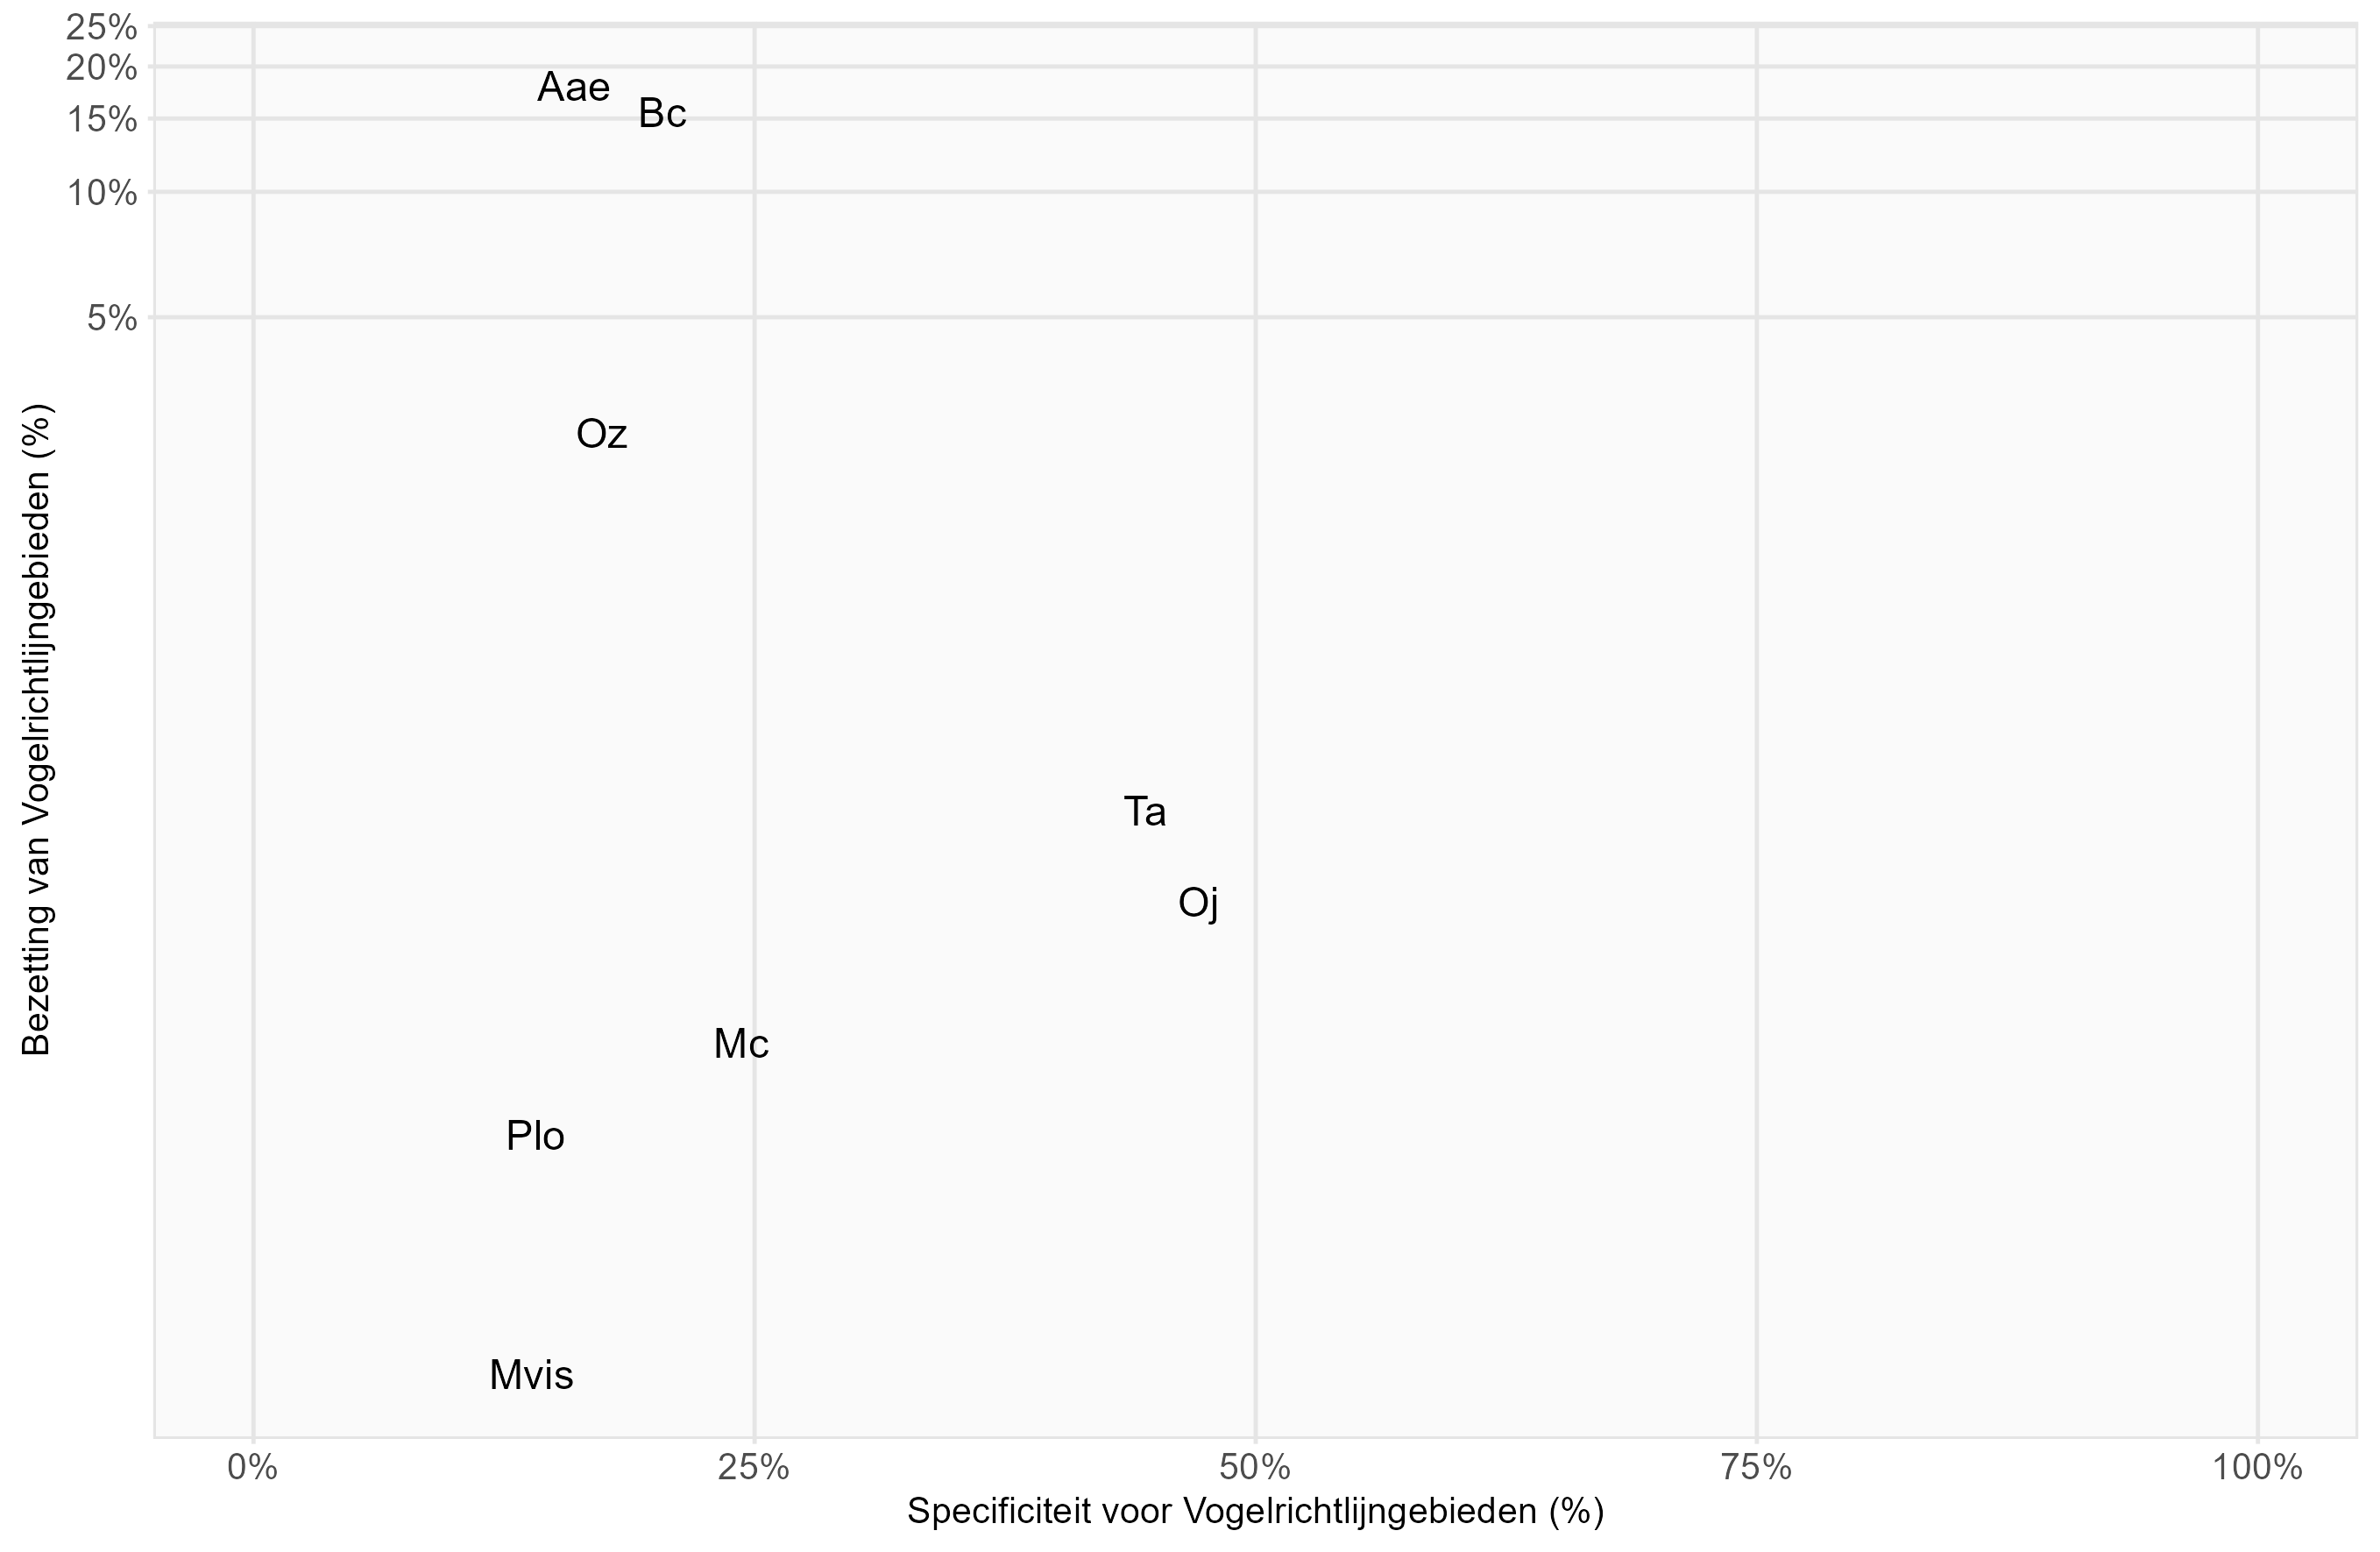 25%
20%
15%
10%
5%
Bezetting van Vogelrichtlijngebieden (%)
Aae
Bc
Oz
Ta
Oj
Mc
Plo
Mvis
0%
25%
50%
75%
100%
Specificiteit voor Vogelrichtlijngebieden (%)